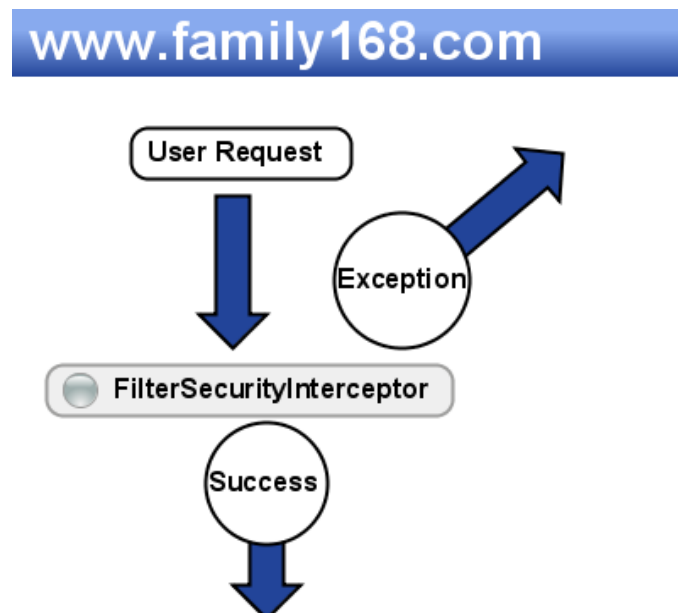 www.family168.com
User Request
Exception
FilterSecurityInterceptor
Success